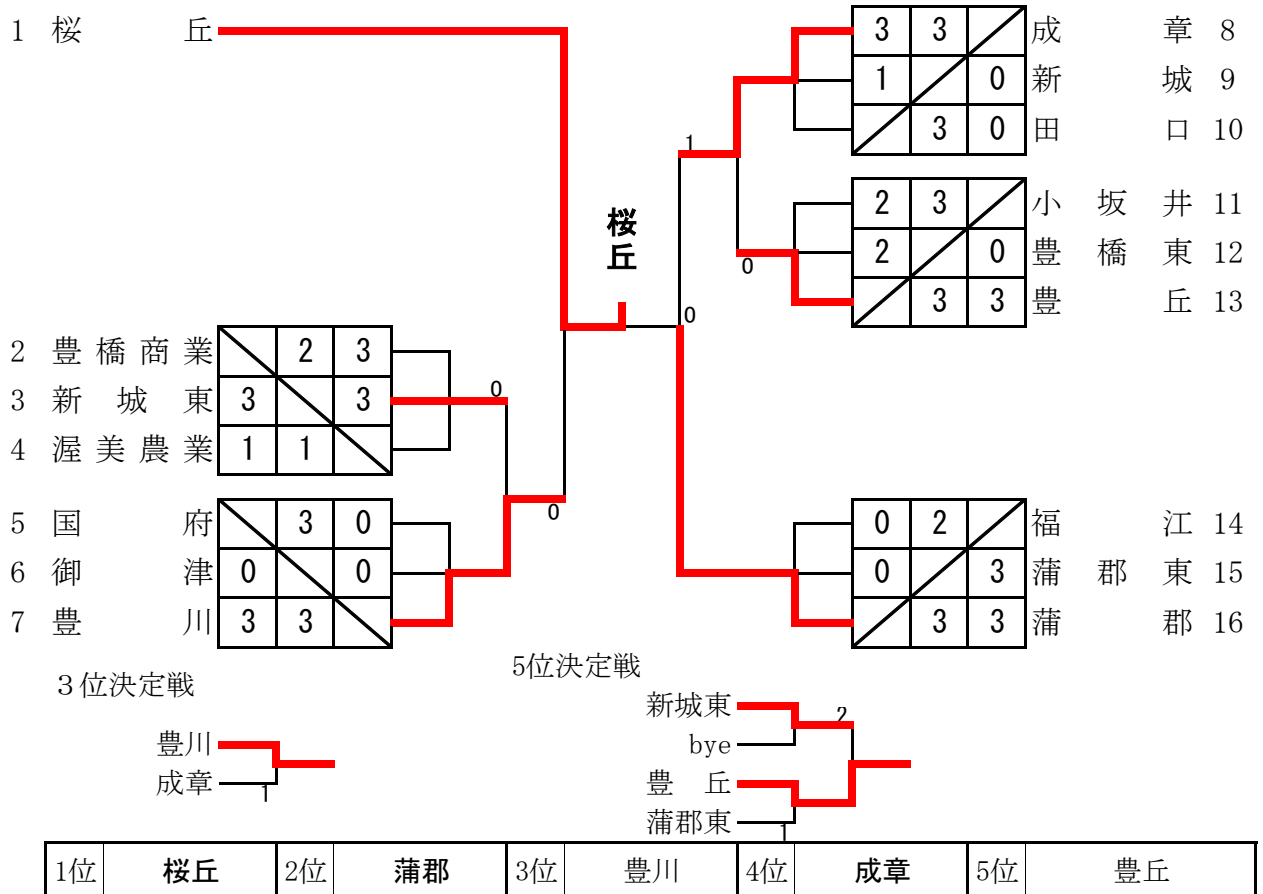 1 桜丘
2 豊橋商業 2 3
3 新城東 3 3
4 渥美農業 1 1
0
5 国府 3 0
6 御津 0 0
7 豊川 3 3
0
桜丘
3 3 成章 8
1 0 新城 9
3 0 田口 10
1
2 3 小坂井 11
2 0 豊橋東 12
3 3 豊丘 13
0
0
0 2 福江 14
0 3 蒲郡東 15
3 3 蒲郡 16
３位決定戦
豊川
成章
1
5位決定戦
新城東
2
bye
豊丘
蒲郡東
1
1位 桜丘 2位 蒲郡 3位 豊川 4位 成章 5位 豊丘